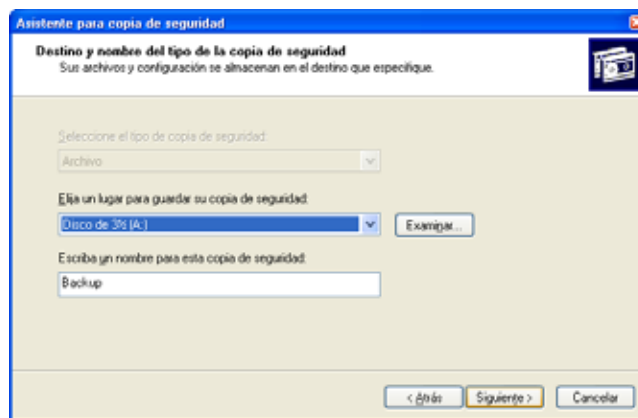 Asistente para copia de seguridad
Destino y nombre del tipo de la copia de seguridad
Sus archivos y configuración se almacenan en el destino que especifique.
Seleccione el tipo de copia de seguridad:
Archivo
Elija un lugar para guardar su copia de seguridad:
Disco de 3½ (A:)
Examinar...
Escriba un nombre para esta copia de seguridad:
Backup
< Atrás
Siguiente >
Cancelar